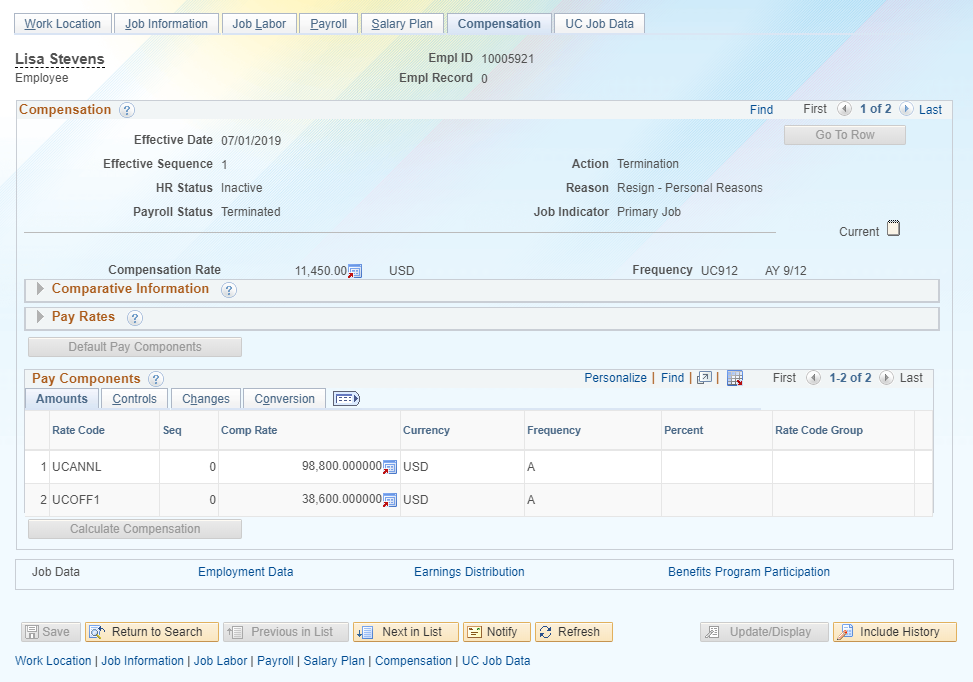 Work Location Job Information Job Labor Payroll Salary Plan Compensation UC Job Data
Lisa Stevens Empl ID 10005921
Employee Empl Record 0
Compensation ? Find First 1 of 2 Last
Go To Row
Effective Date 07/01/2019
Effective Sequence 1 Action Termination
HR Status Inactive Reason Resign - Personal Reasons
Payroll Status Terminated Job Indicator Primary Job
Current
Compensation Rate 11,450.00 USD Frequency UC912 AY 9/12
Comparative Information ?
Pay Rates ?
Default Pay Components
Pay Components ? Personalize | Find | | First 1-2 of 2 Last
Amounts Controls Changes Conversion
Rate Code Seq Comp Rate Currency Frequency Percent Rate Code Group
1 UCANNL 0 98,800.000000 USD A
2 UCOFF1 0 38,600.000000 USD A
Calculate Compensation
Job Data Employment Data Earnings Distribution Benefits Program Participation
Save Return to Search Previous in List Next in List Notify Refresh Update/Display Include History
Work Location | Job Information | Job Labor | Payroll | Salary Plan | Compensation | UC Job Data